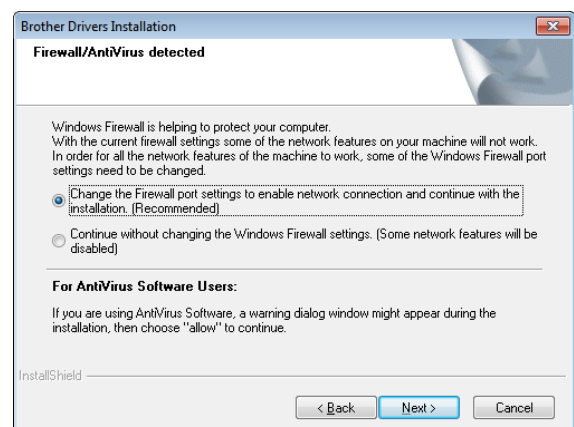 Brother Drivers Installation
Firewall/AntiVirus detected
Windows Firewall is helping to protect your computer.
With the current firewall settings some of the network features on your machine will not work.
In order for all the network features of the machine to work, some of the Windows Firewall port
settings need to be changed.
Change the Firewall port settings to enable network connection and continue with the
installation. (Recommended)
Continue without changing the Windows Firewall settings. (Some network features will be
disabled)
For AntiVirus Software Users:
If you are using AntiVirus Software, a warning dialog window might appear during the
installation, then choose "allow" to continue.
InstallShield
< Back Next > Cancel